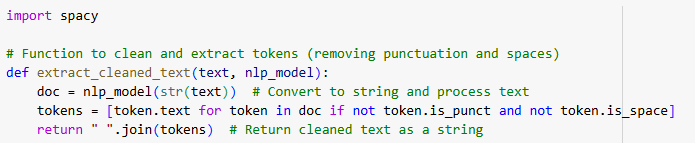 import spacy
# Function to clean and extract tokens (removing punctuation and spaces)
def extract_cleaned_text(text, nlp_model):
    doc = nlp_model(str(text))  # Convert to string and process text
    tokens = [token.text for token in doc if not token.is_punct and not token.is_space]
    return " ".join(tokens)  # Return cleaned text as a string